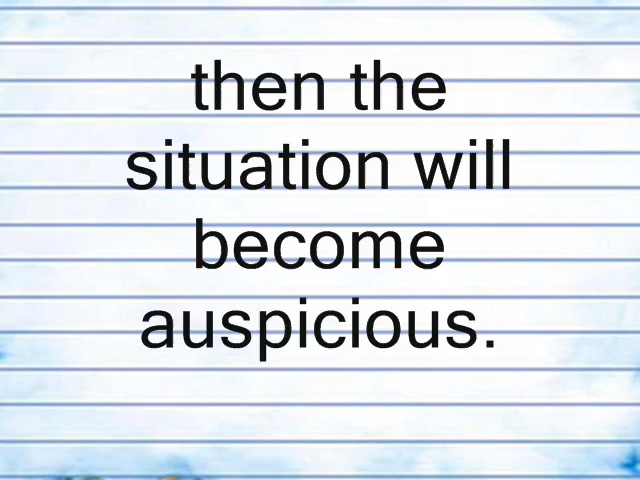 then the
situation will
become
auspicious.